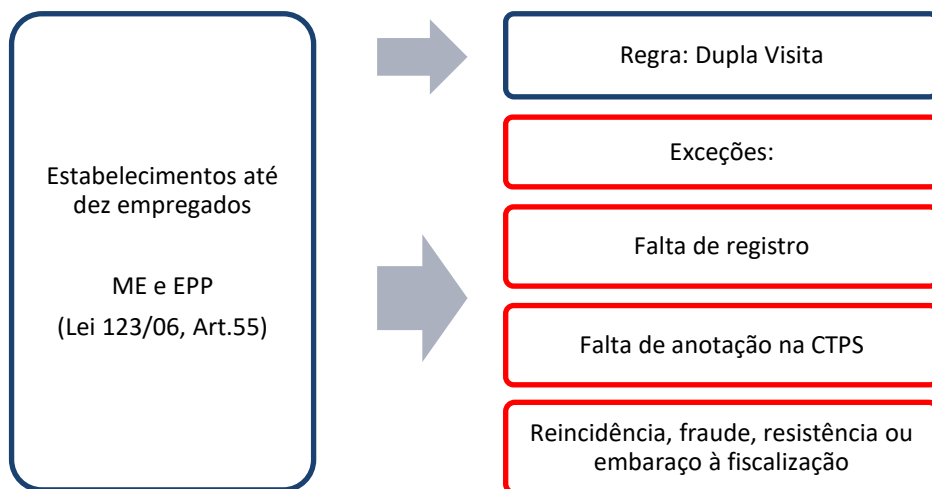 Estabelecimentos até
dez empregados
ME e EPP
(Lei 123/06, Art.55)
Regra: Dupla Visita
Exceções:
Falta de registro
Falta de anotação na CTPS
Reincidência, fraude, resistência ou
embaraço à fiscalização